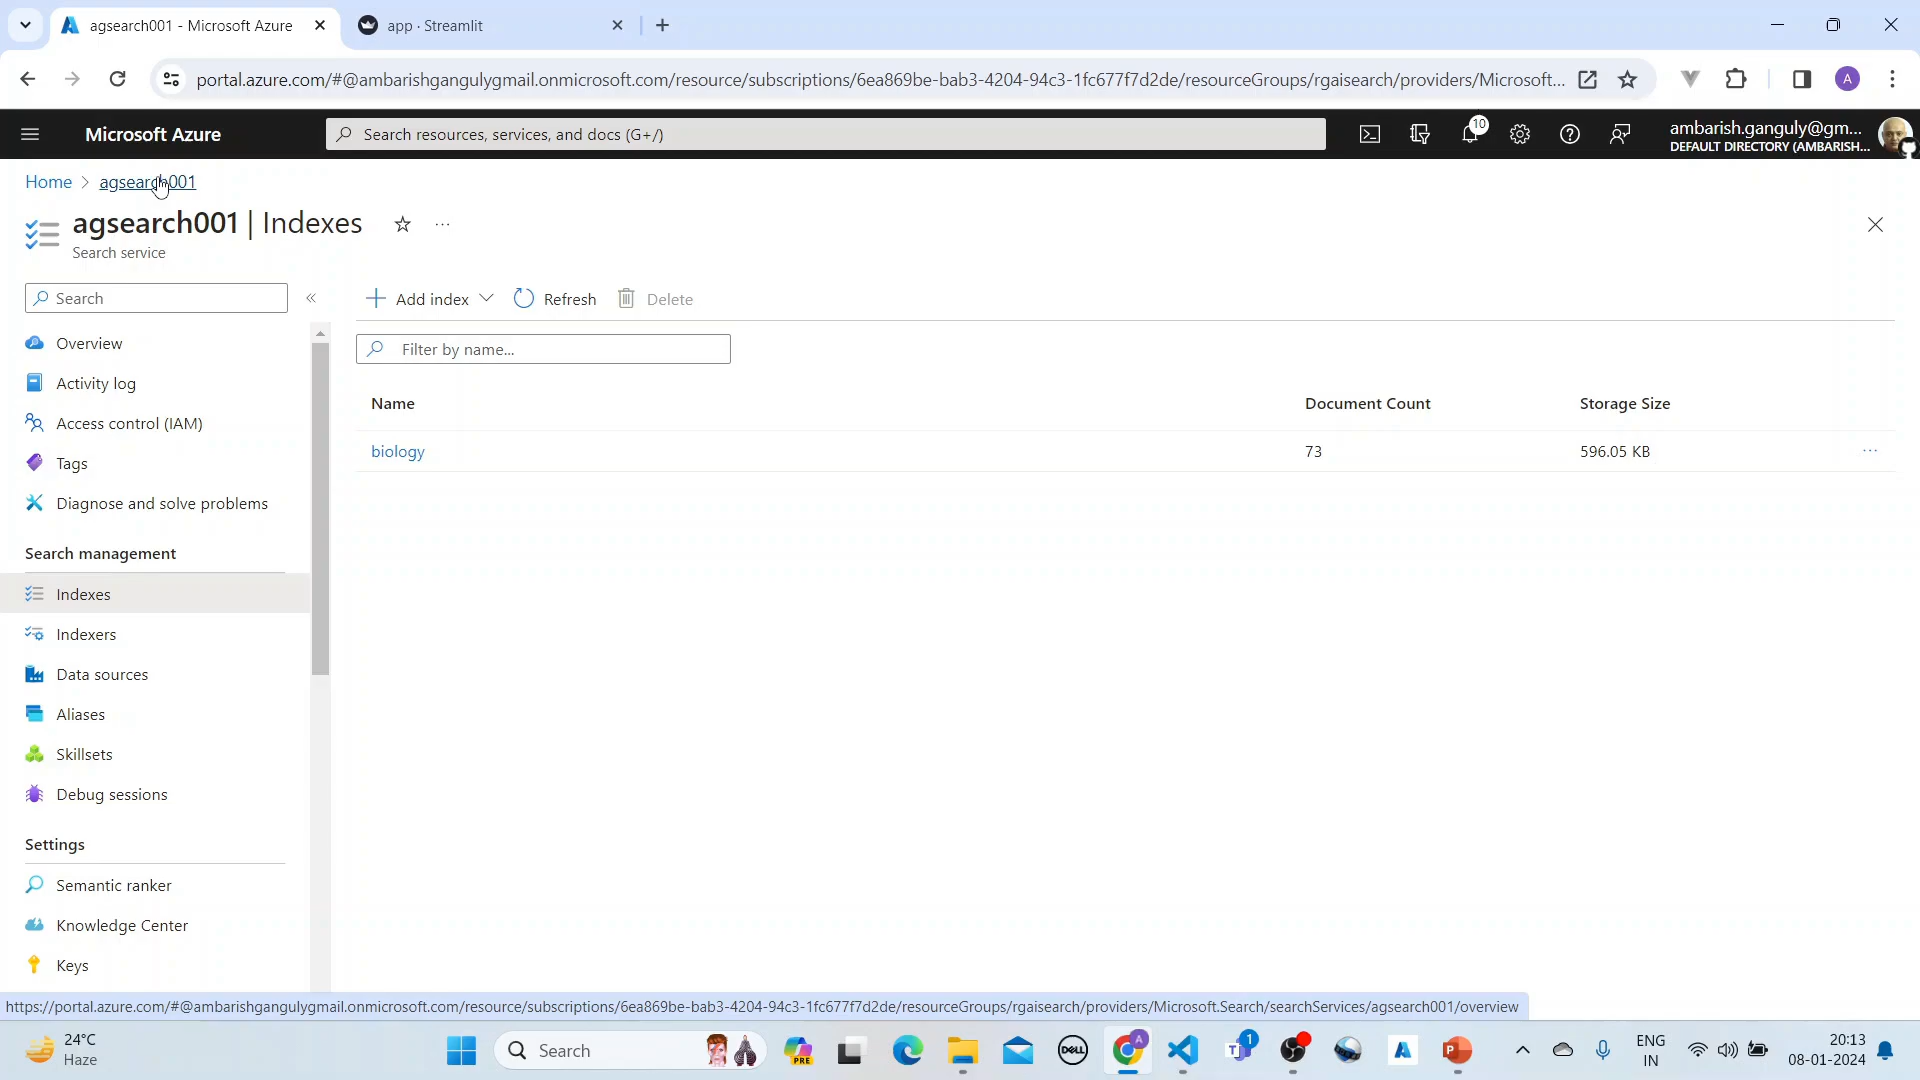 agsearch001 - Microsoft Azure
app · Streamlit
portal.azure.com/#@ambarishgangulygmail.onmicrosoft.com/resource/subscriptions/6ea869be-bab3-4204-94c3-1fc677f7d2de/resourceGroups/rgaisearch/providers/Microsoft...
A
Microsoft Azure
Search resources, services, and docs (G+/)
10
ambarish.ganguly@gm...
DEFAULT DIRECTORY (AMBARISH...
Home > agsearch001
agsearch001 | Indexes
Search service
Search
Add index
Refresh
Delete
Overview
Filter by name...
Activity log
Name Document Count Storage Size
Access control (IAM)
biology 73 596.05 KB
Tags
Diagnose and solve problems
Search management
Indexes
Indexers
Data sources
Aliases
Skillsets
Debug sessions
Settings
Semantic ranker
Knowledge Center
Keys
https://portal.azure.com/#@ambarishgangulygmail.onmicrosoft.com/resource/subscriptions/6ea869be-bab3-4204-94c3-1fc677f7d2de/resourceGroups/rgaisearch/providers/Microsoft.Search/searchServices/agsearch001/overview
24°C
Haze
Search
PRE
DELL
A
1
ENG
IN
20:13
08-01-2024